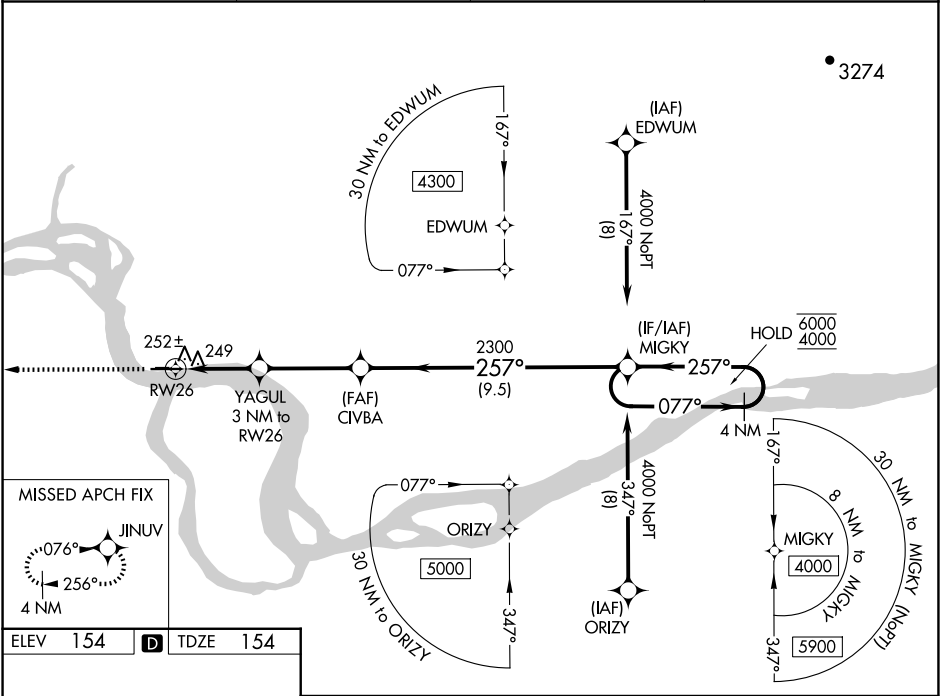 3274
(IAF)
EDWUM
30 NM to EDWUM
167°
4300
EDWUM
077°
4000 NoPT
167°
(8)
(IF/IAF)
MIGKY
HOLD 6000
4000
252± 249
2300
257°
(9.5)
257°
RW26
YAGUL
3 NM to
RW26
(FAF)
CIVBA
077°
4 NM
MISSED APCH FIX
JINUV
076°
256°
4 NM
077°
ORIZY
5000
30 NM to ORIZY
347°
4000 NoPT
347°
(8)
(IAF)
ORIZY
167°
MIGKY
4000
8 NM to MIGKY
30 NM to MIGKY (NoPT)
5900
347°
ELEV 154 D TDZE 154